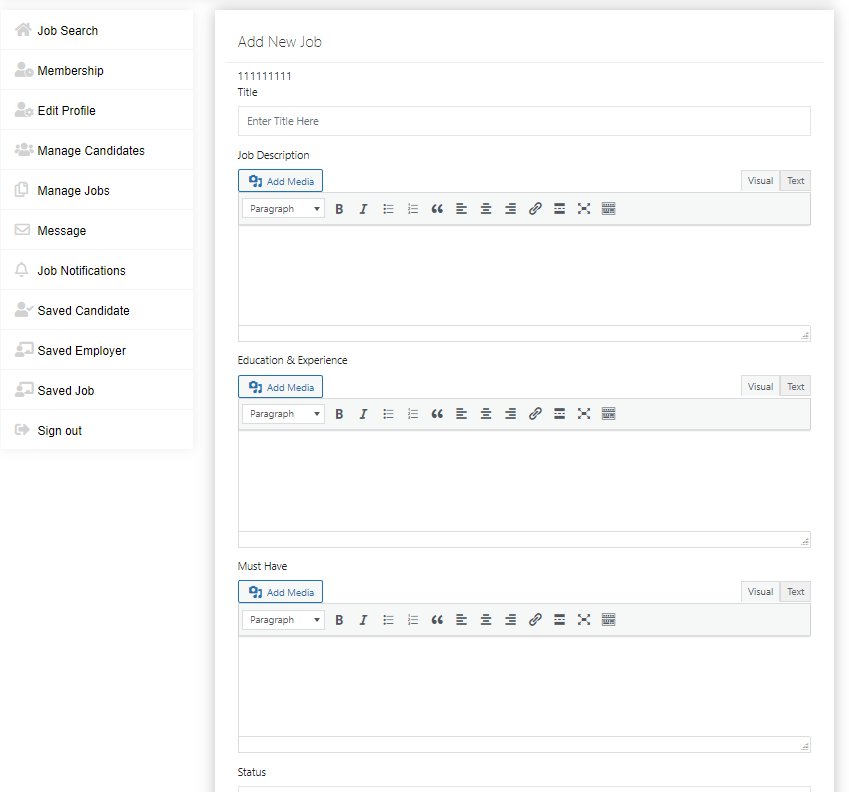 Job Search
Membership
Edit Profile
Manage Candidates
Manage Jobs
Message
Job Notifications
Saved Candidate
Saved Employer
Saved Job
Sign out
Add New Job
111111111
Title
Enter Title Here
Job Description
Add Media
Visual Text
Paragraph B I
Education & Experience
Add Media
Visual Text
Paragraph B I
Must Have
Add Media
Visual Text
Paragraph B I
Status